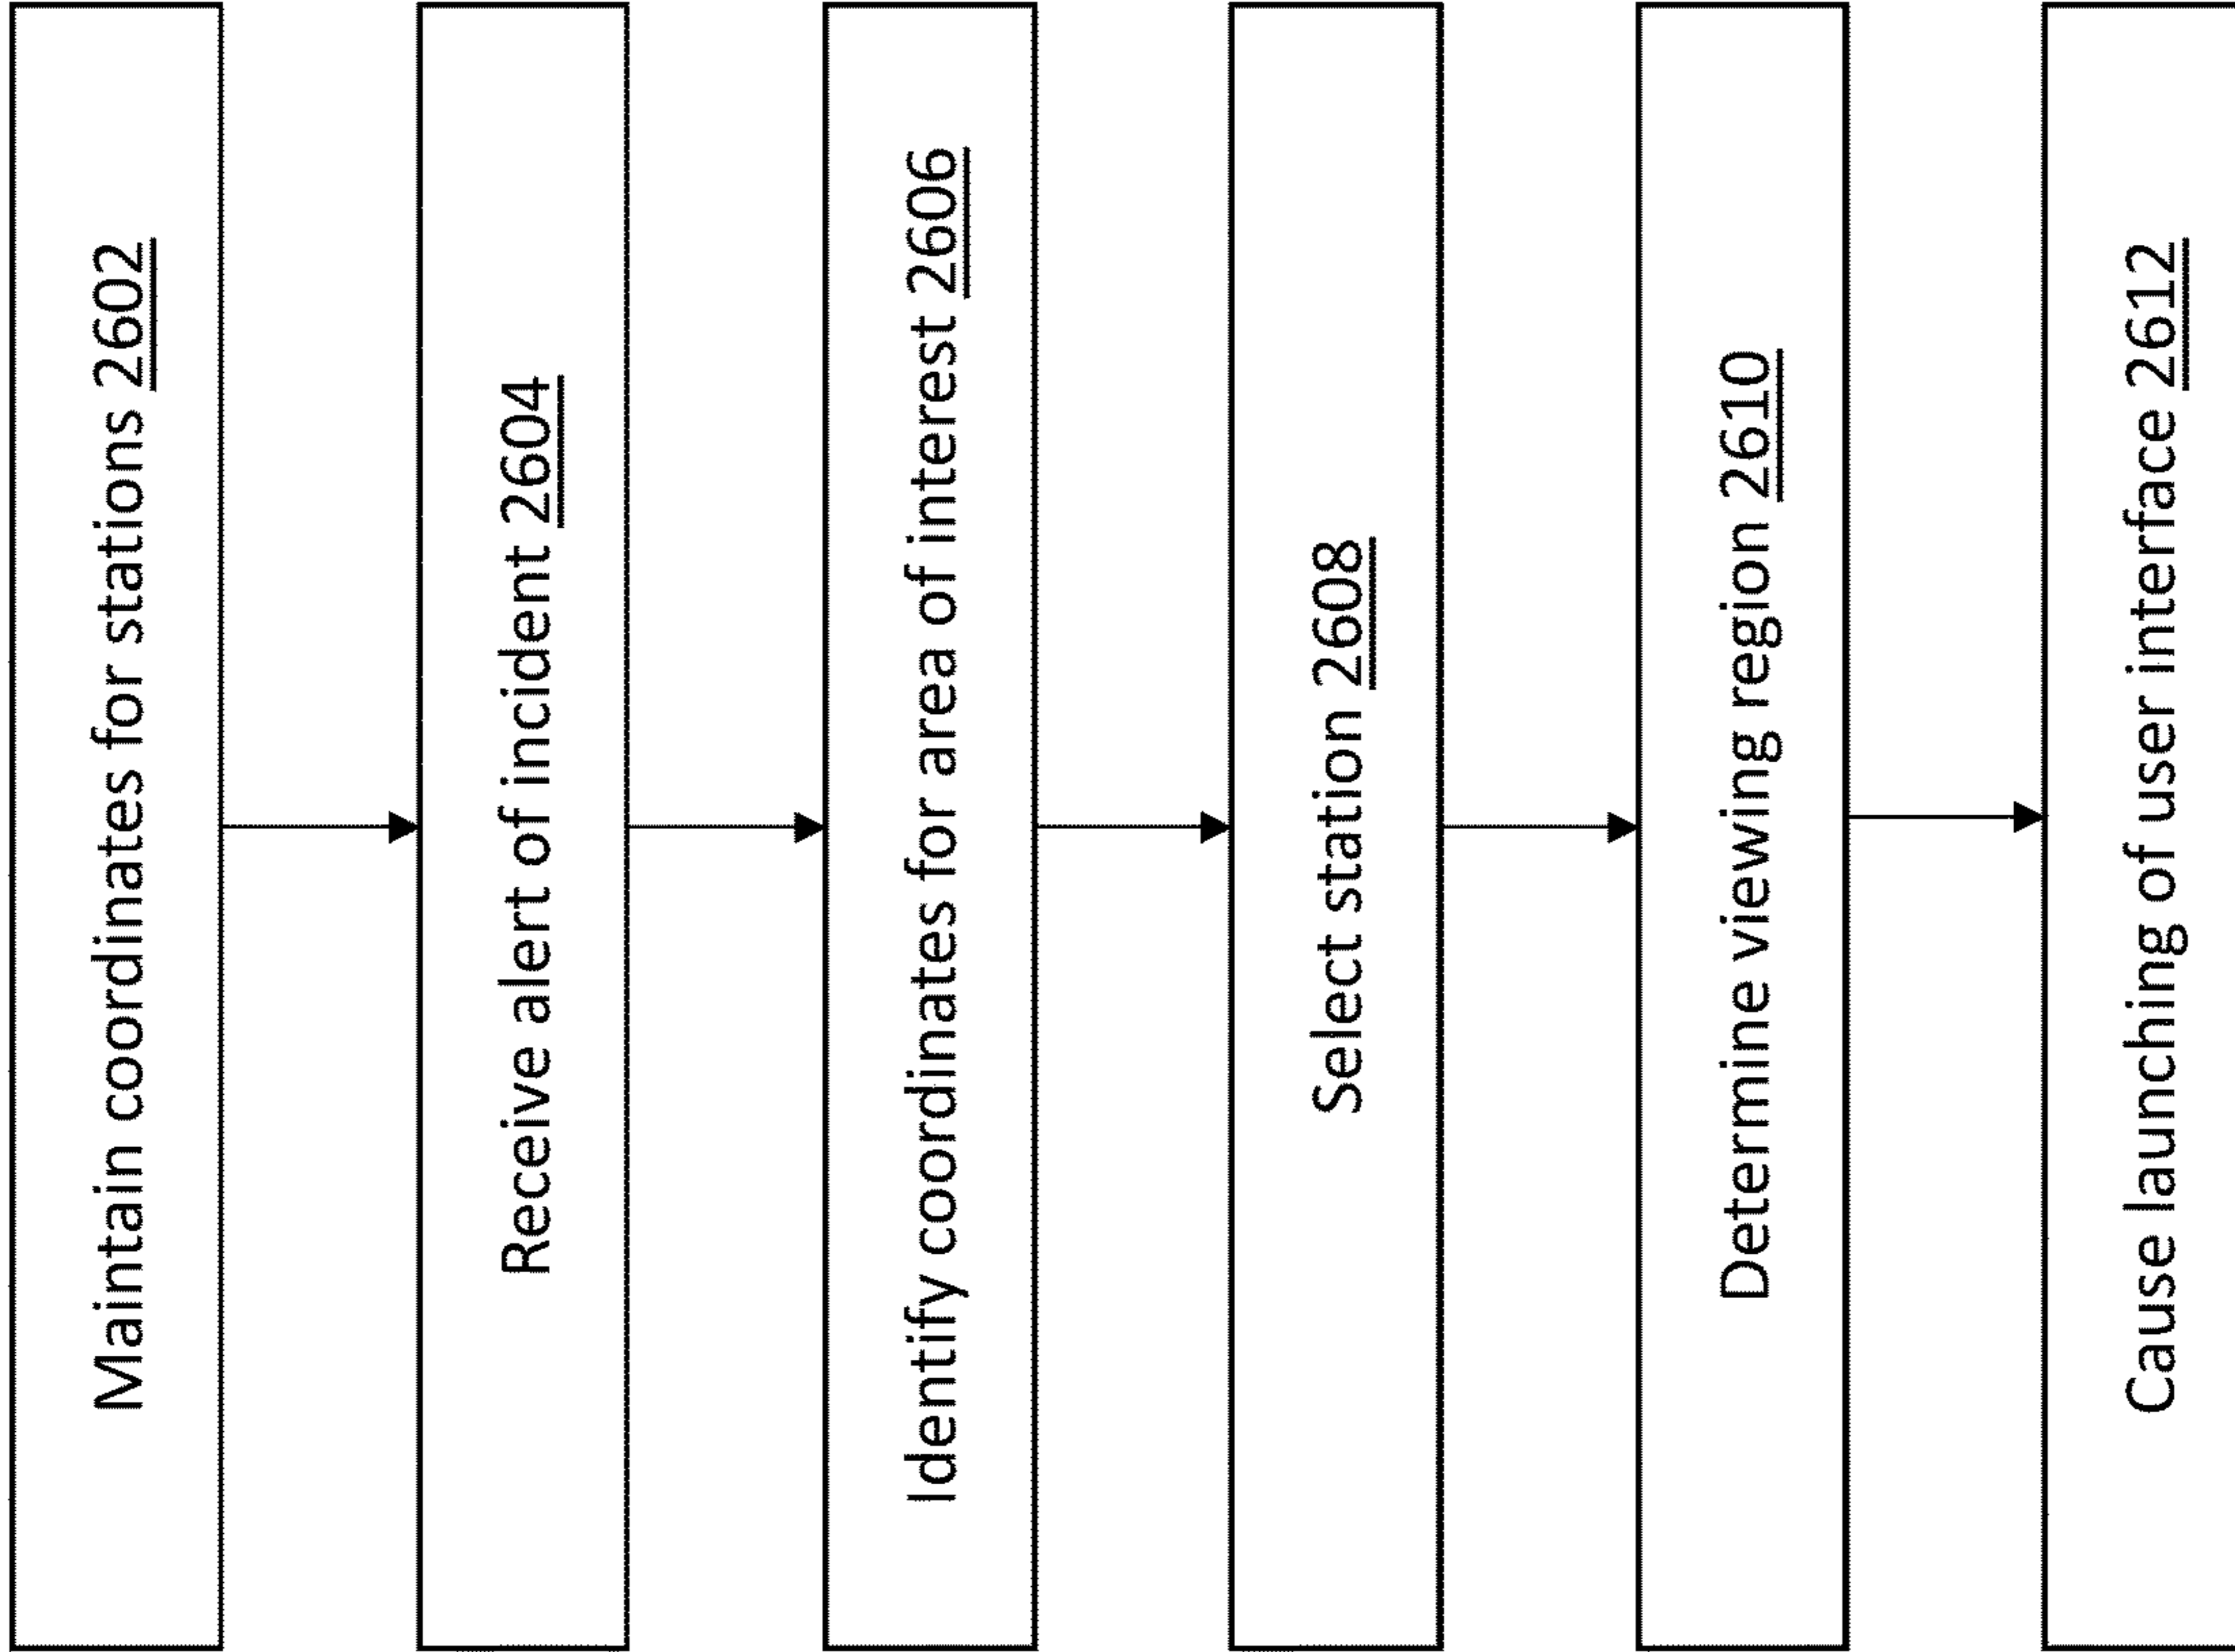 Maintain coordinates for stations 2602
Receive alert of incident 2604
Identify coordinates for area of interest 2606
Select station 2608
Determine viewing region 2610
Cause launching of user interface 2612